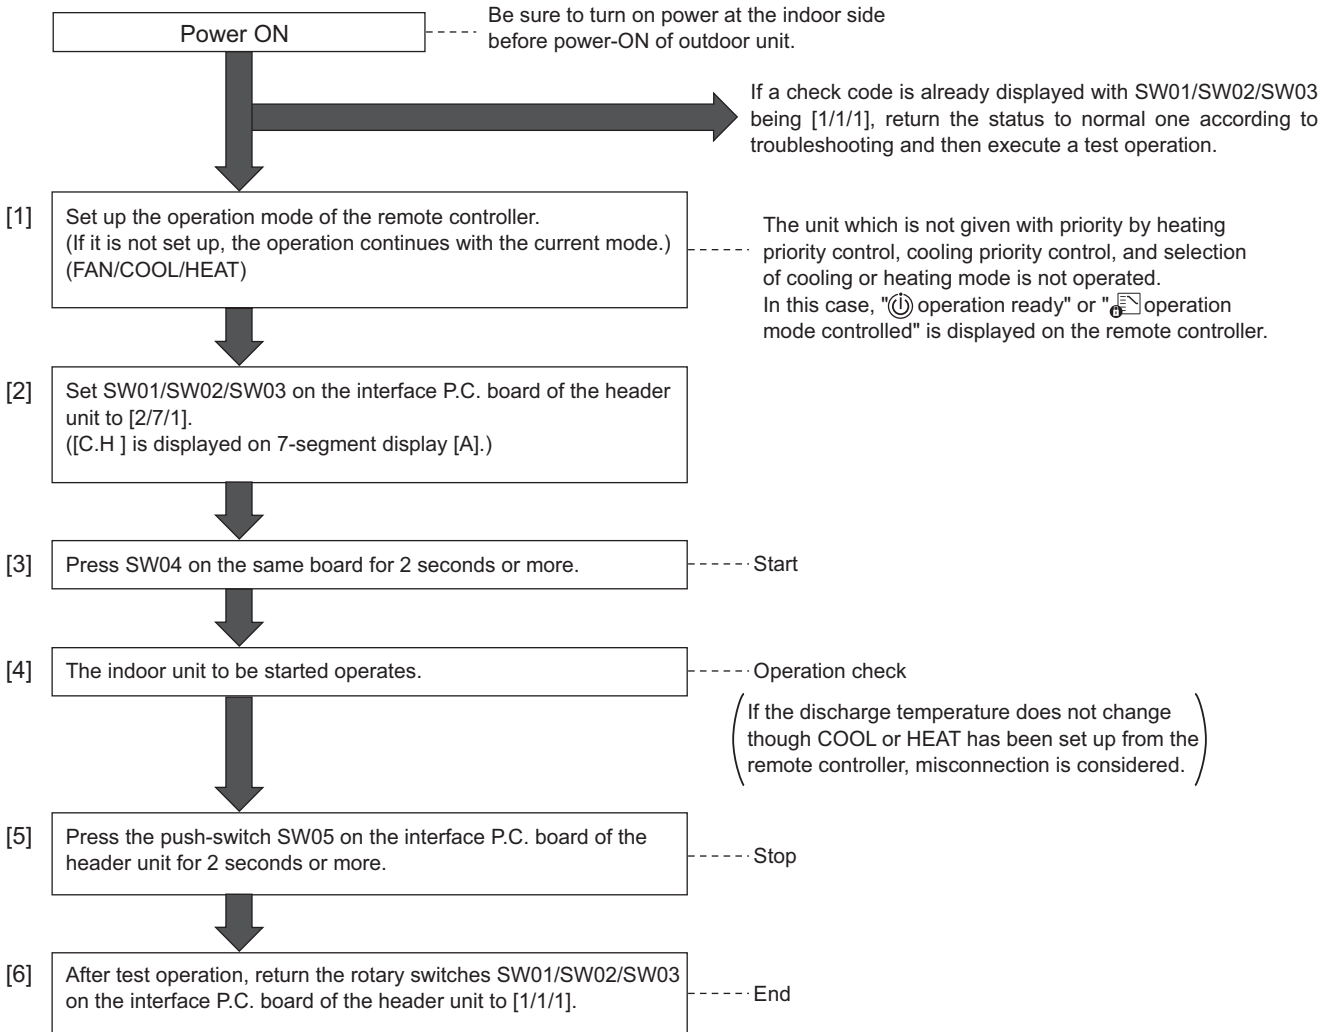 Power ON
Be sure to turn on power at the indoor side
before power-ON of outdoor unit.
If a check code is already displayed with SW01/SW02/SW03
being [1/1/1], return the status to normal one according to
troubleshooting and then execute a test operation.
[1]
Set up the operation mode of the remote controller.
(If it is not set up, the operation continues with the current mode.)
(FAN/COOL/HEAT)
The unit which is not given with priority by heating
priority control, cooling priority control, and selection
of cooling or heating mode is not operated.
In this case, " operation ready" or " operation
mode controlled" is displayed on the remote controller.
[2]
Set SW01/SW02/SW03 on the interface P.C. board of the header
unit to [2/7/1].
([C.H ] is displayed on 7-segment display [A].)
[3]
Press SW04 on the same board for 2 seconds or more.
Start
[4]
The indoor unit to be started operates.
Operation check
If the discharge temperature does not change
though COOL or HEAT has been set up from the
remote controller, misconnection is considered.
[5]
Press the push-switch SW05 on the interface P.C. board of the
header unit for 2 seconds or more.
Stop
[6]
After test operation, return the rotary switches SW01/SW02/SW03
on the interface P.C. board of the header unit to [1/1/1].
End